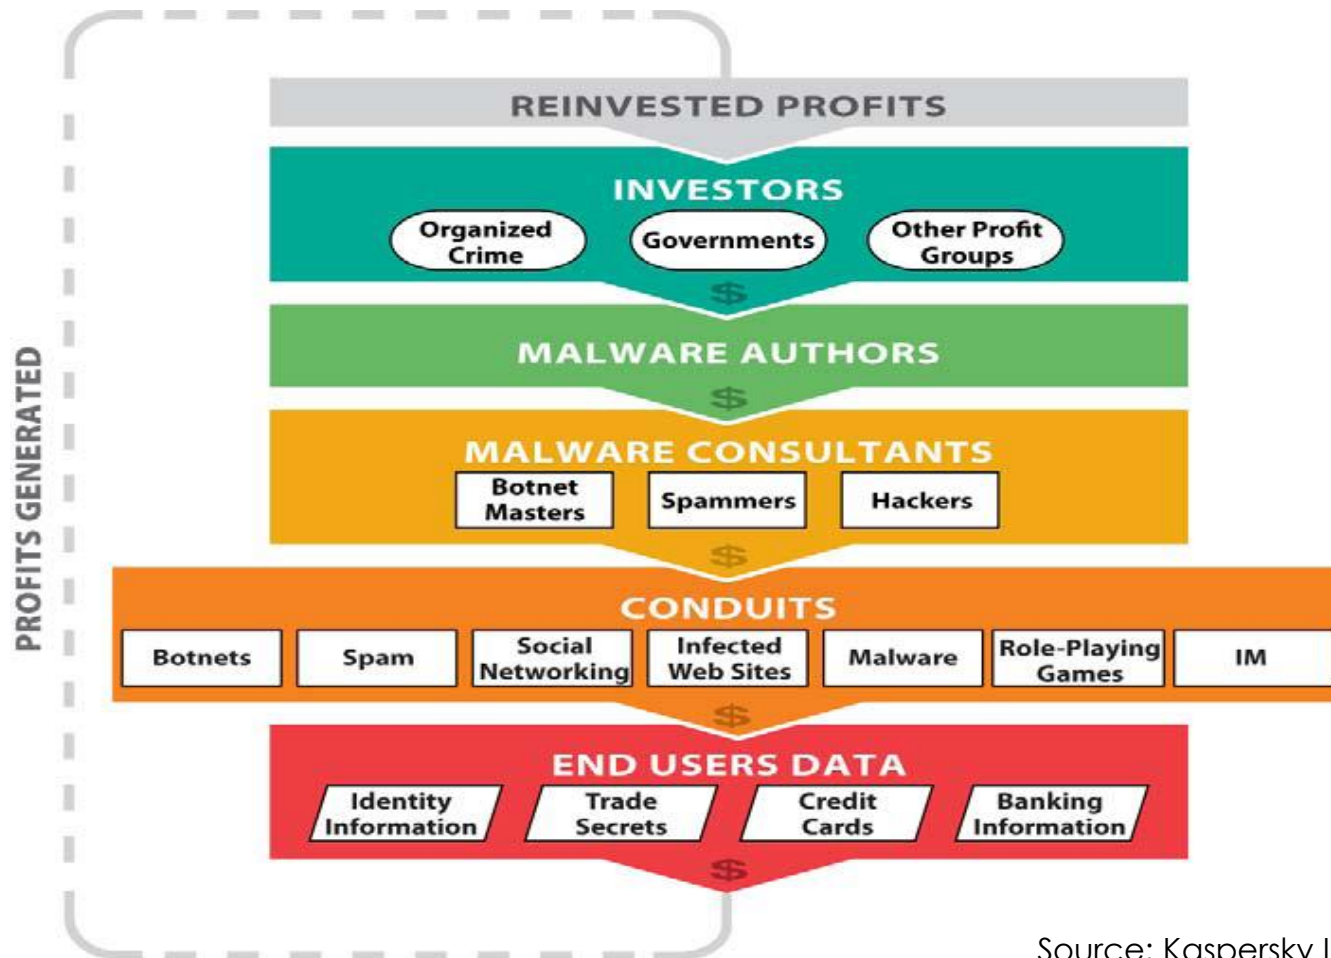 REINVESTED PROFITS
INVESTORS
Organized
Crime
Governments
Other Profit
Groups
$
MALWARE AUTHORS
$
MALWARE CONSULTANTS
Botnet
Masters
Spammers
Hackers
$
CONDUITS
Botnets
Spam
Social
Networking
Infected
Web Sites
Malware
Role-Playing
Games
IM
$
END USERS DATA
Identity
Information
Trade
Secrets
Credit
Cards
Banking
Information
$
PROFITS GENERATED
Source: Kaspersky